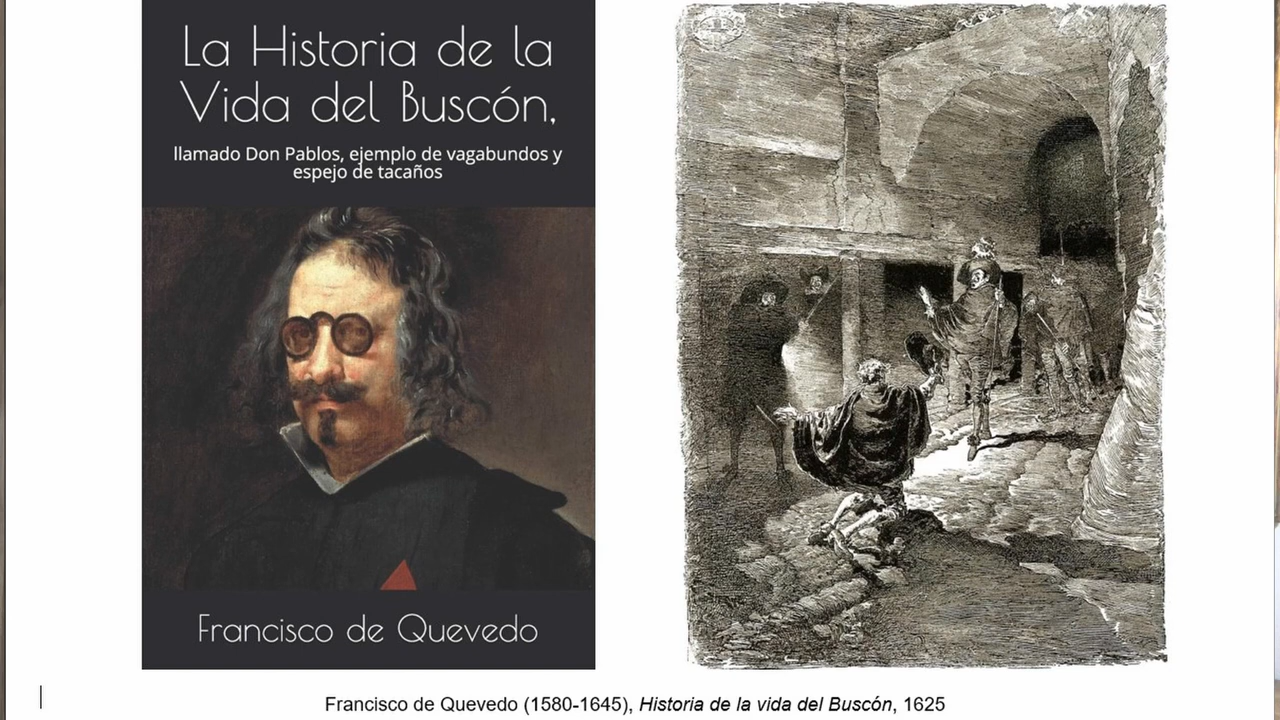 La Historia de la
Vida del Buscón,
llamado Don Pablos, ejemplo de vagabundos y
espejo de tacaños
Francisco de Quevedo
Francisco de Quevedo (1580-1645), Historia de la vida del Buscón, 1625